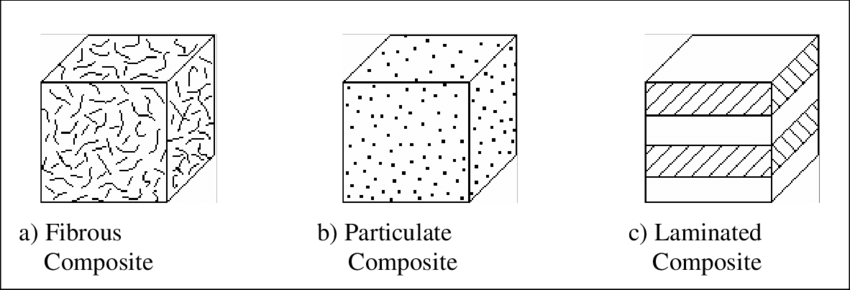 a) Fibrous
Composite
b) Particulate
Composite
c) Laminated
Composite